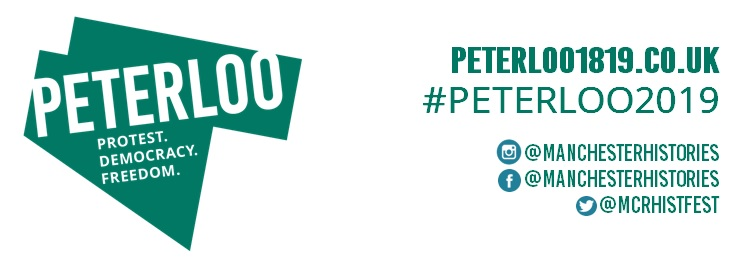 PETERLOO
PROTEST.
DEMOCRACY.
FREEDOM.
PETERLOO1819.CO.UK
#PETERLOO2019
@MANCHESTERHISTORIES
@MANCHESTERHISTORIES
@MCRHISTFEST